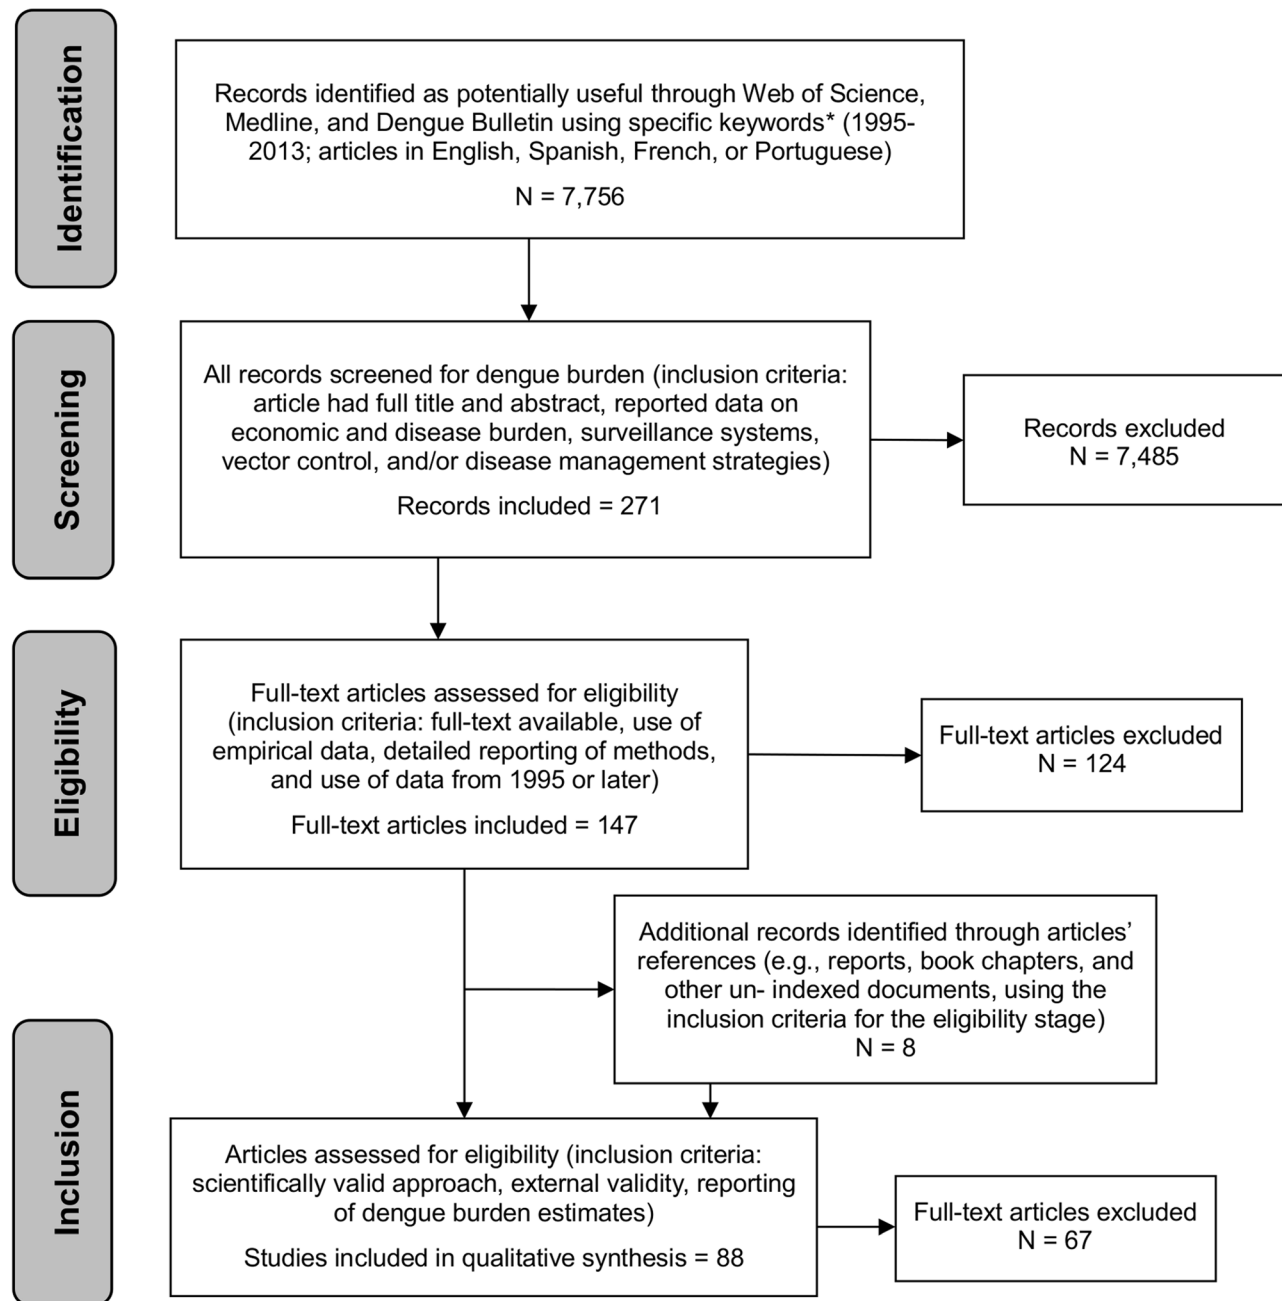 Identification
Records identified as potentially useful through Web of Science,
Medline, and Dengue Bulletin using specific keywords* (1995-
2013; articles in English, Spanish, French, or Portuguese)
N = 7,756
Screening
All records screened for dengue burden (inclusion criteria:
article had full title and abstract, reported data on
economic and disease burden, surveillance systems,
vector control, and/or disease management strategies)
Records included = 271
Records excluded
N = 7,485
Eligibility
Full-text articles assessed for eligibility
(inclusion criteria: full-text available, use of
empirical data, detailed reporting of methods,
and use of data from 1995 or later)
Full-text articles included = 147
Full-text articles excluded
N = 124
Additional records identified through articles’
references (e.g., reports, book chapters, and
other un- indexed documents, using the
inclusion criteria for the eligibility stage)
N = 8
Inclusion
Articles assessed for eligibility (inclusion criteria:
scientifically valid approach, external validity, reporting
of dengue burden estimates)
Studies included in qualitative synthesis = 88
Full-text articles excluded
N = 67